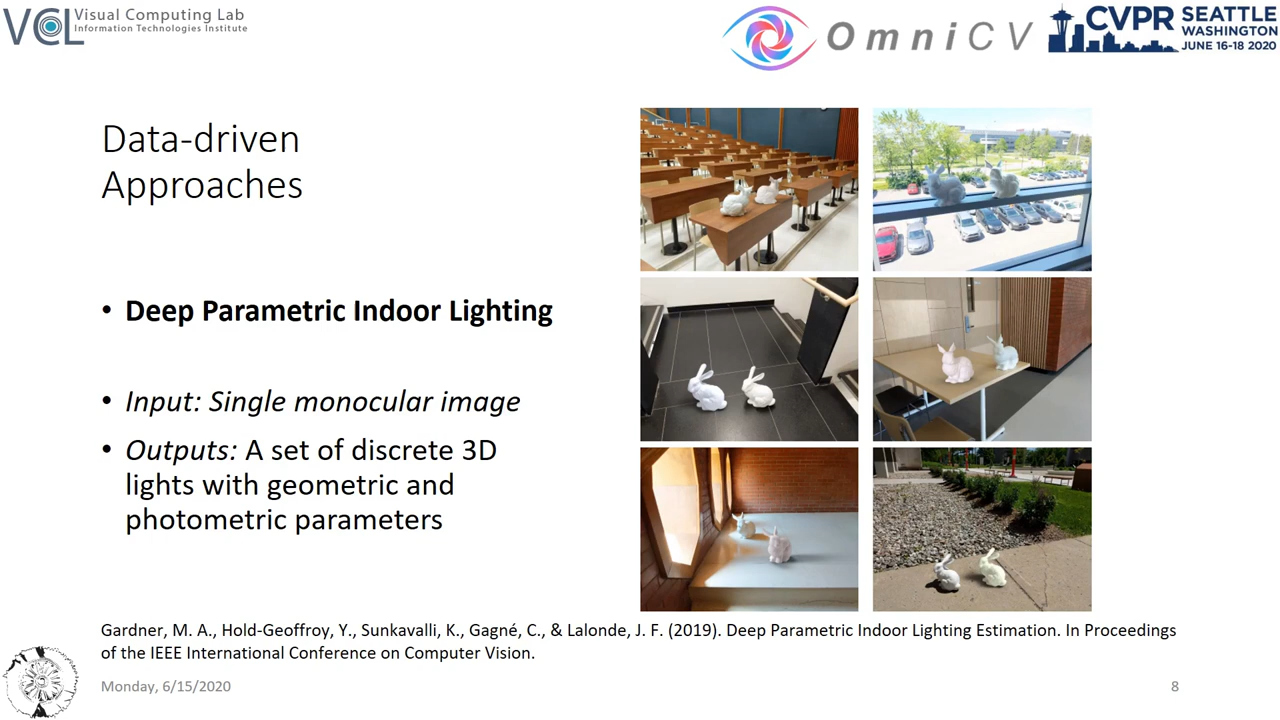 VCL Visual Computing Lab
Information Technologies Institute
OmniCV
CVPR SEATTLE
WASHINGTON
JUNE 16-18 2020
Data-driven
Approaches
• Deep Parametric Indoor Lighting
• Input: Single monocular image
• Outputs: A set of discrete 3D
lights with geometric and
photometric parameters
Gardner, M. A., Hold-Geoffroy, Y., Sunkavalli, K., Gagné, C., & Lalonde, J. F. (2019). Deep Parametric Indoor Lighting Estimation. In Proceedings
of the IEEE International Conference on Computer Vision.
Monday, 6/15/2020
8